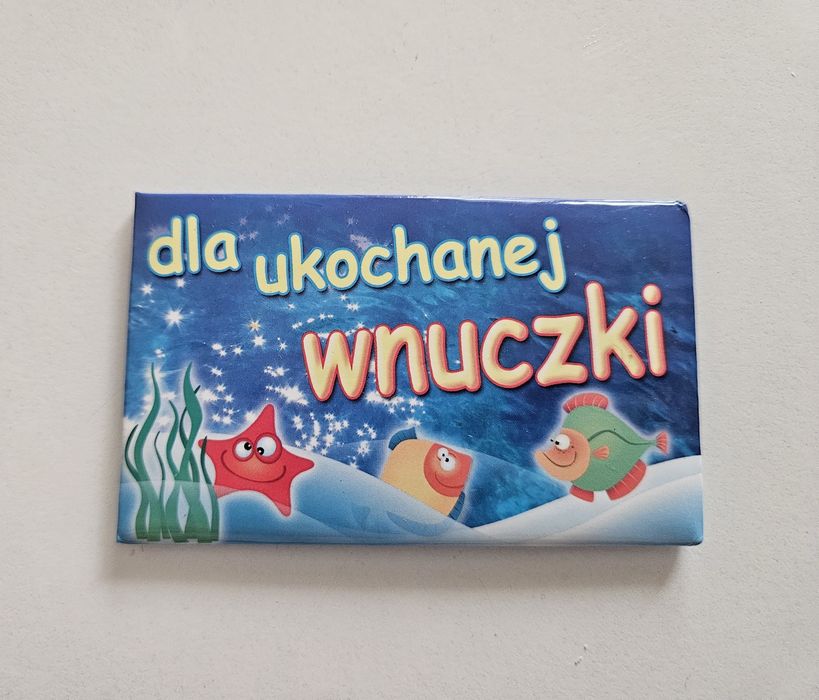 dla ukochanej
wnuczki